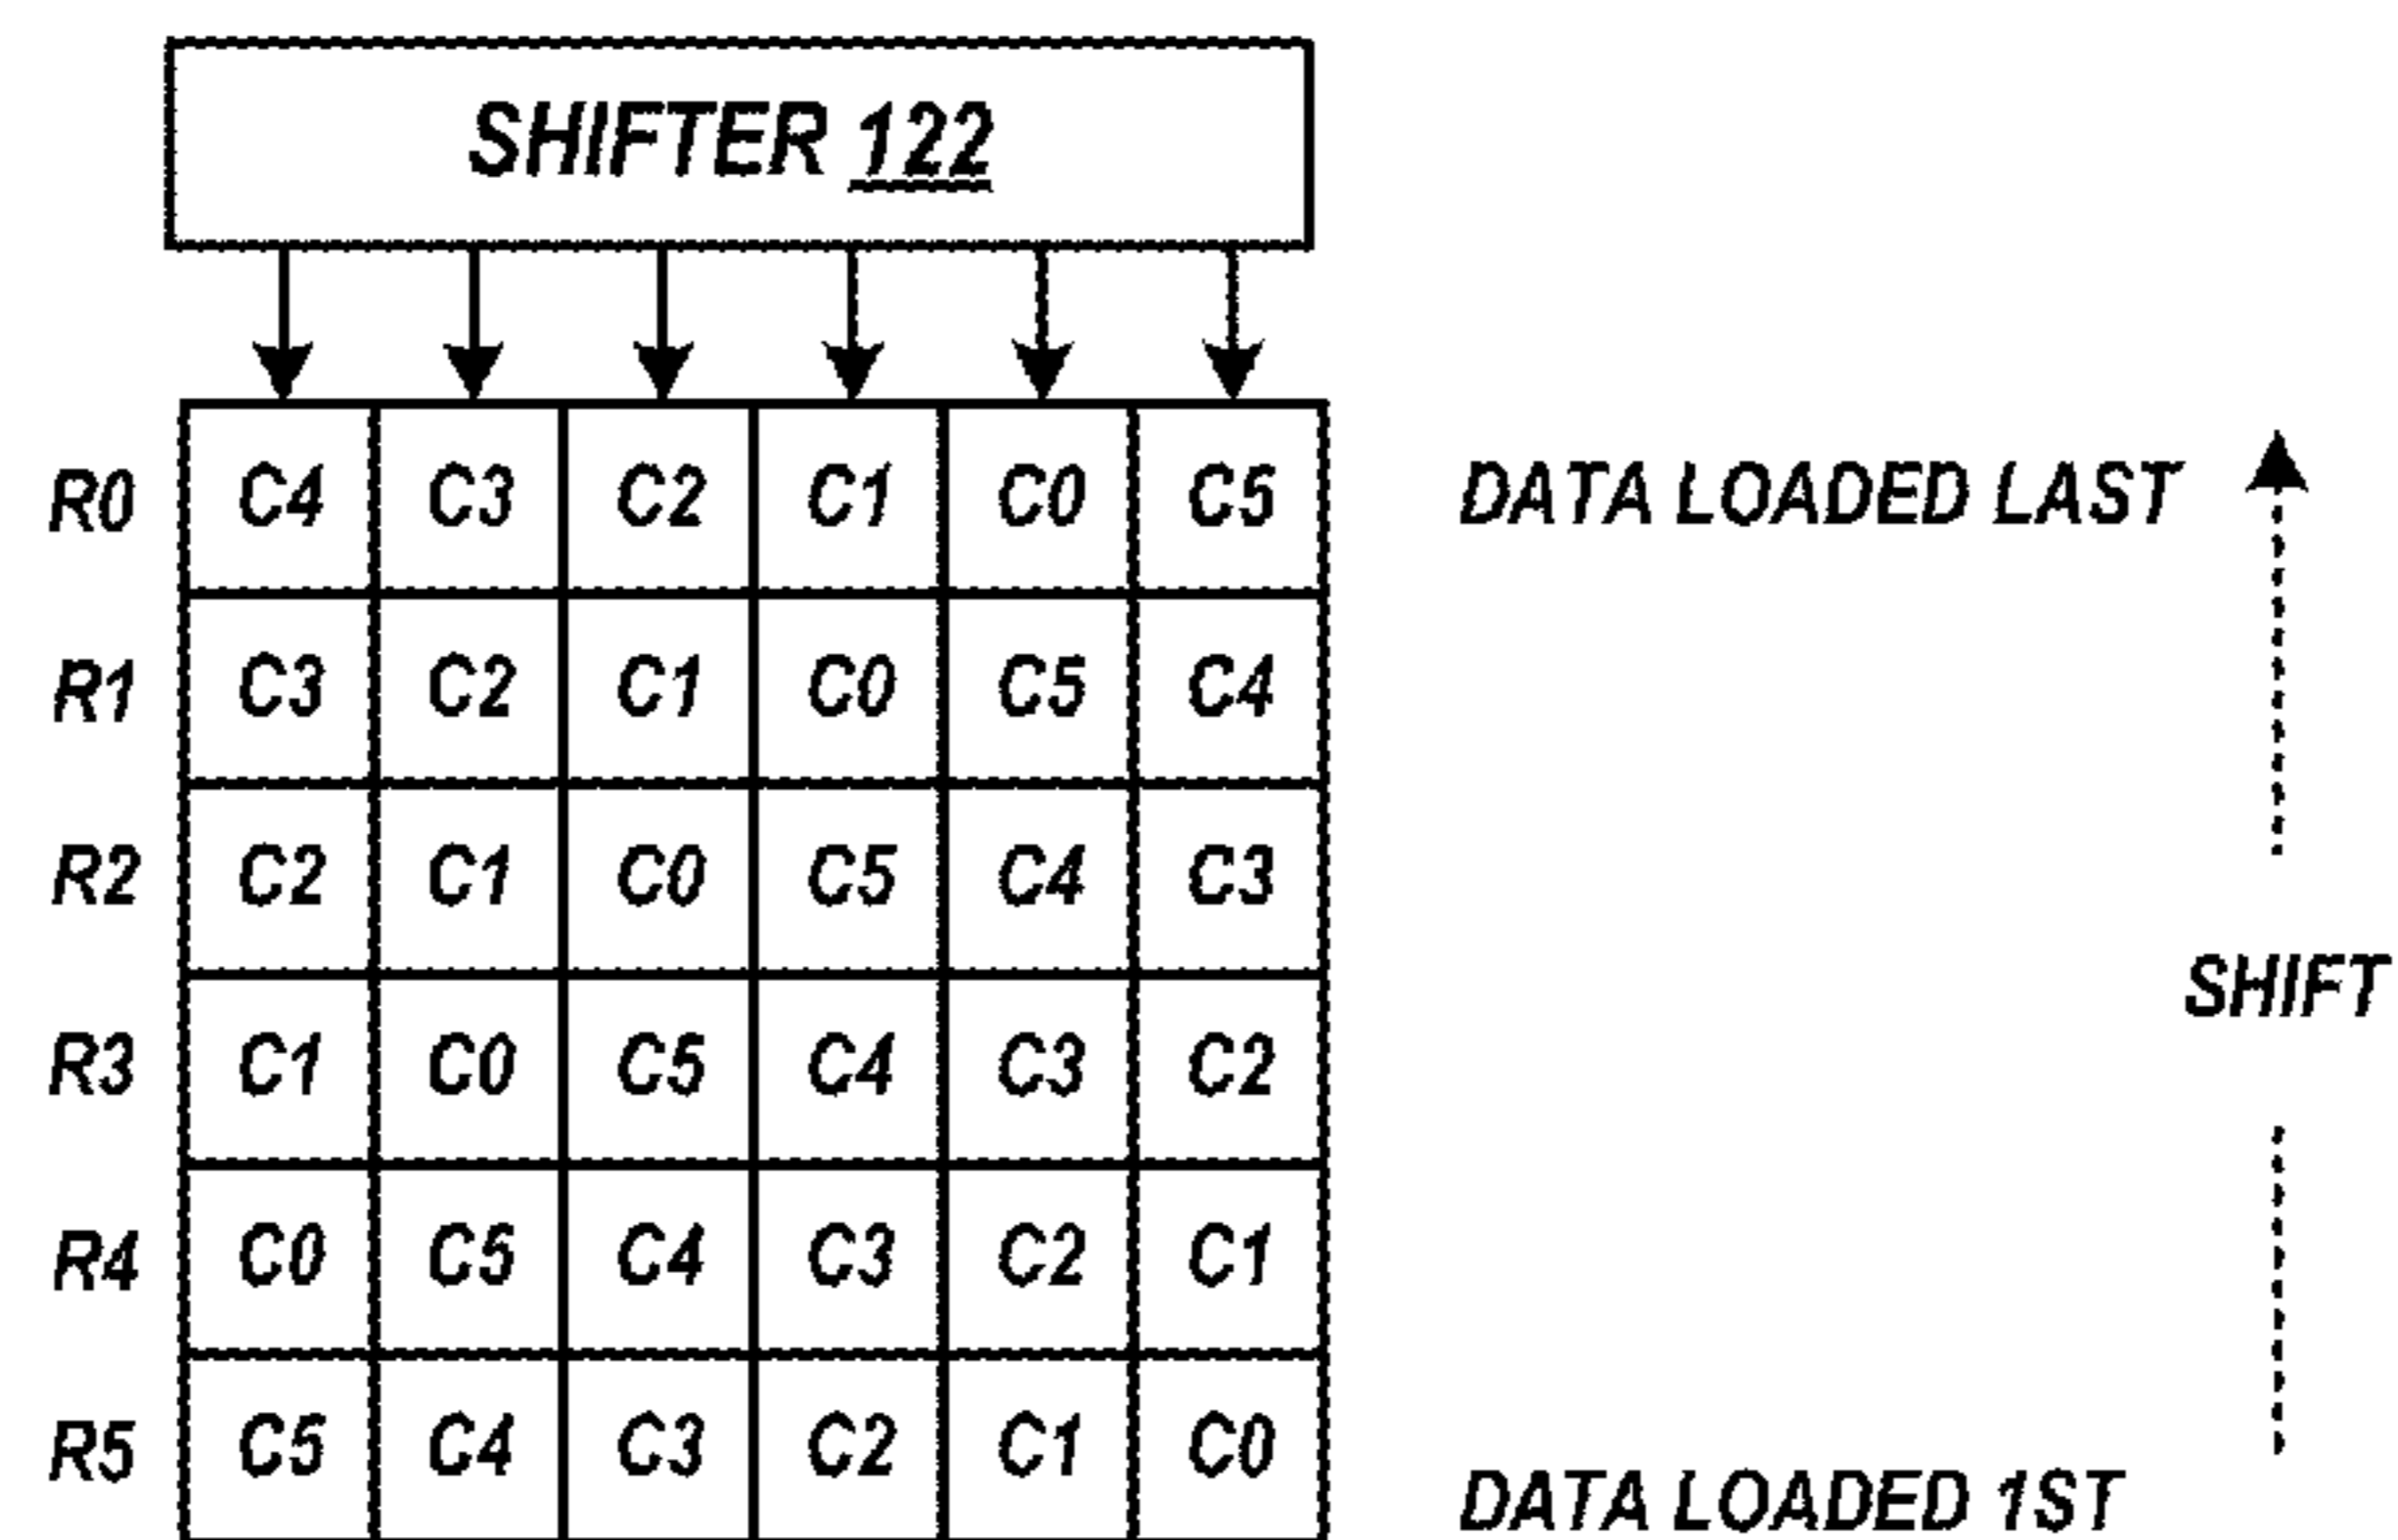 SHIFTER 122
R0 C4 C3 C2 C1 C0 C5 DATA LOADED LAST
R1 C3 C2 C1 C0 C5 C4
R2 C2 C1 C0 C5 C4 C3
SHIFT
R3 C1 C0 C5 C4 C3 C2
R4 C0 C5 C4 C3 C2 C1
R5 C5 C4 C3 C2 C1 C0
DATA LOADED 1ST